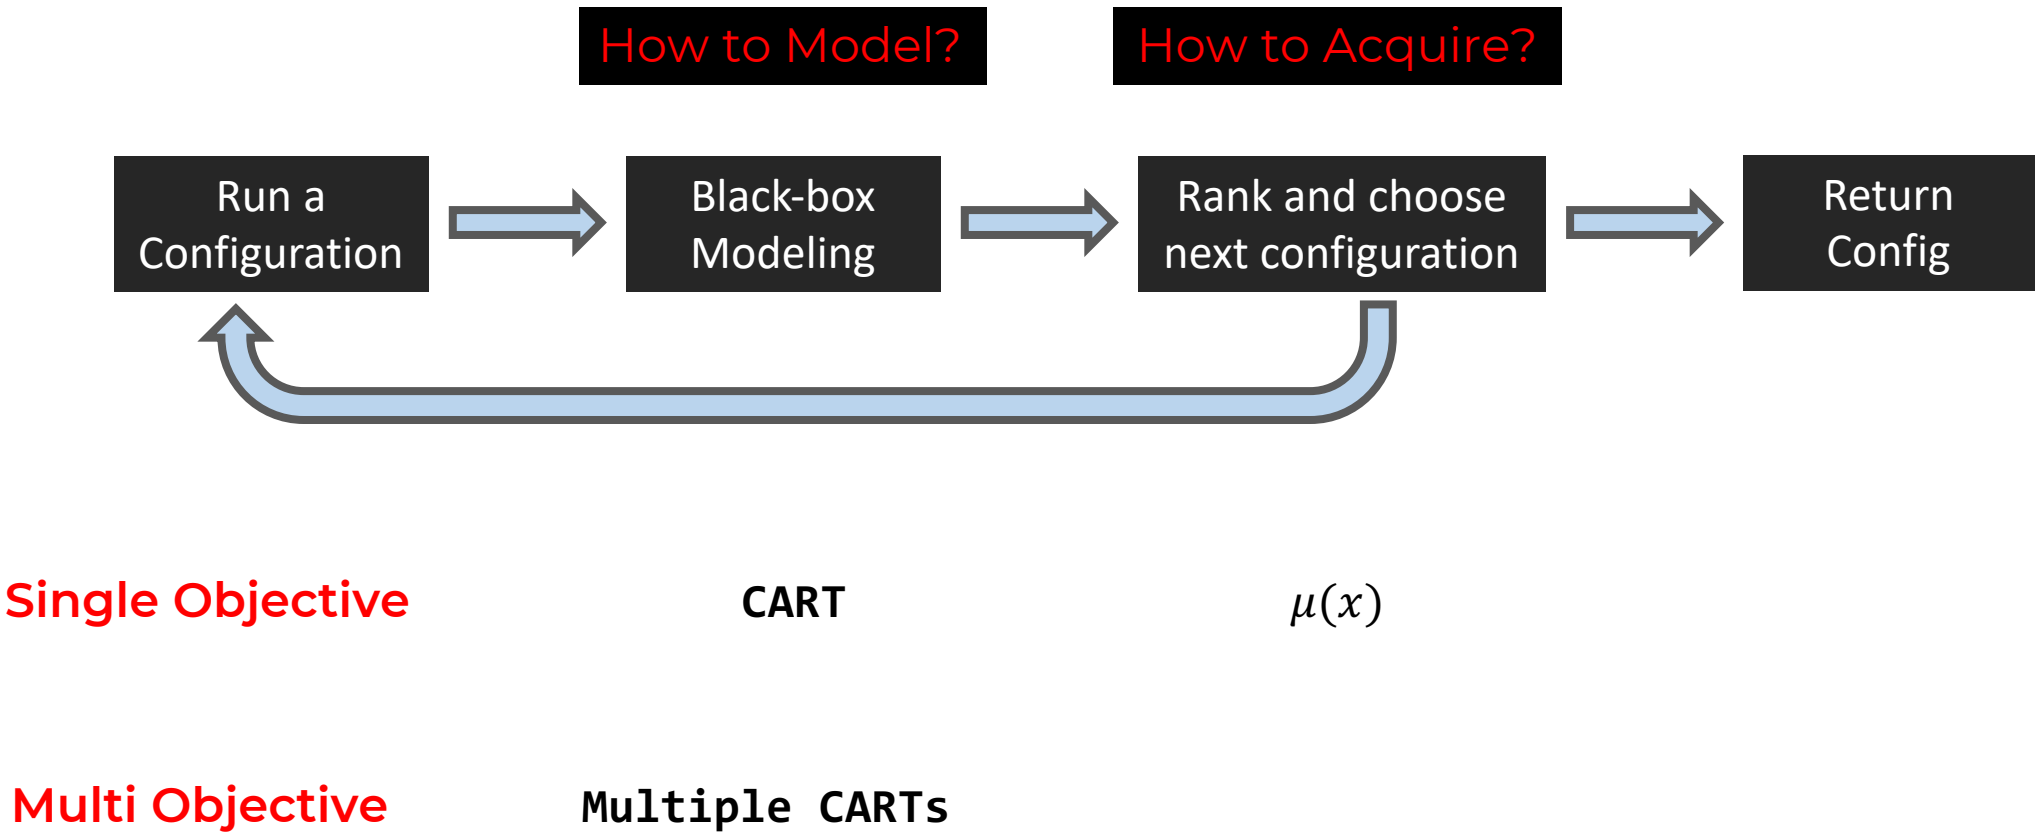 How to Model?
How to Acquire?
Run a
Configuration
Black-box
Modeling
Rank and choose
next configuration
Return
Config
Single Objective
CART
μ(x)
Multi Objective
Multiple CARTs